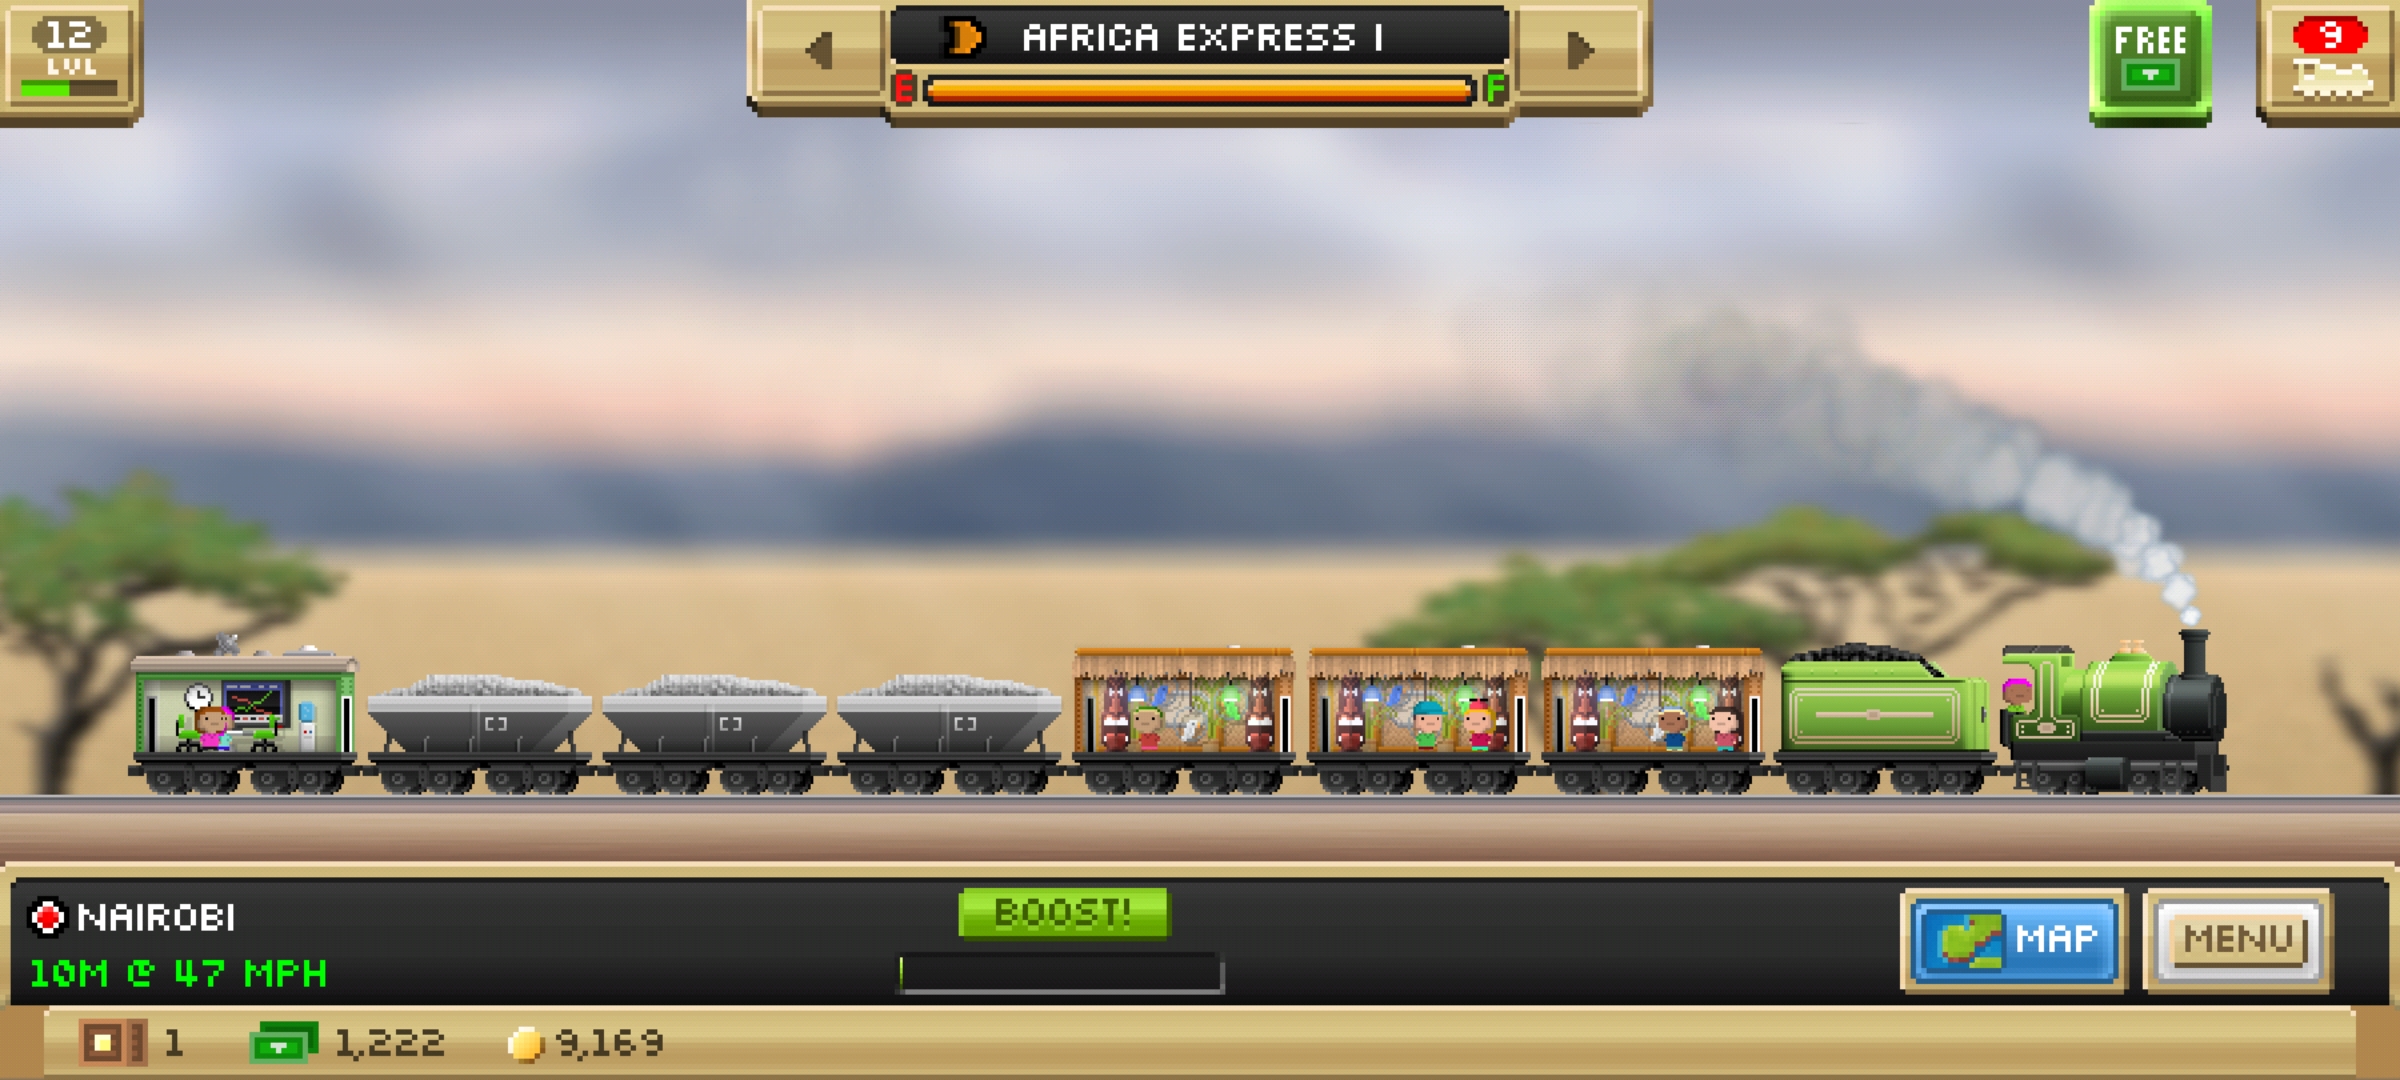 12
LVL
AFRICA EXPRESS I
E F
FREE
9
NAIROBI
10M @ 47 MPH
BOOST!
MAP
MENU
1
1,222
9,169